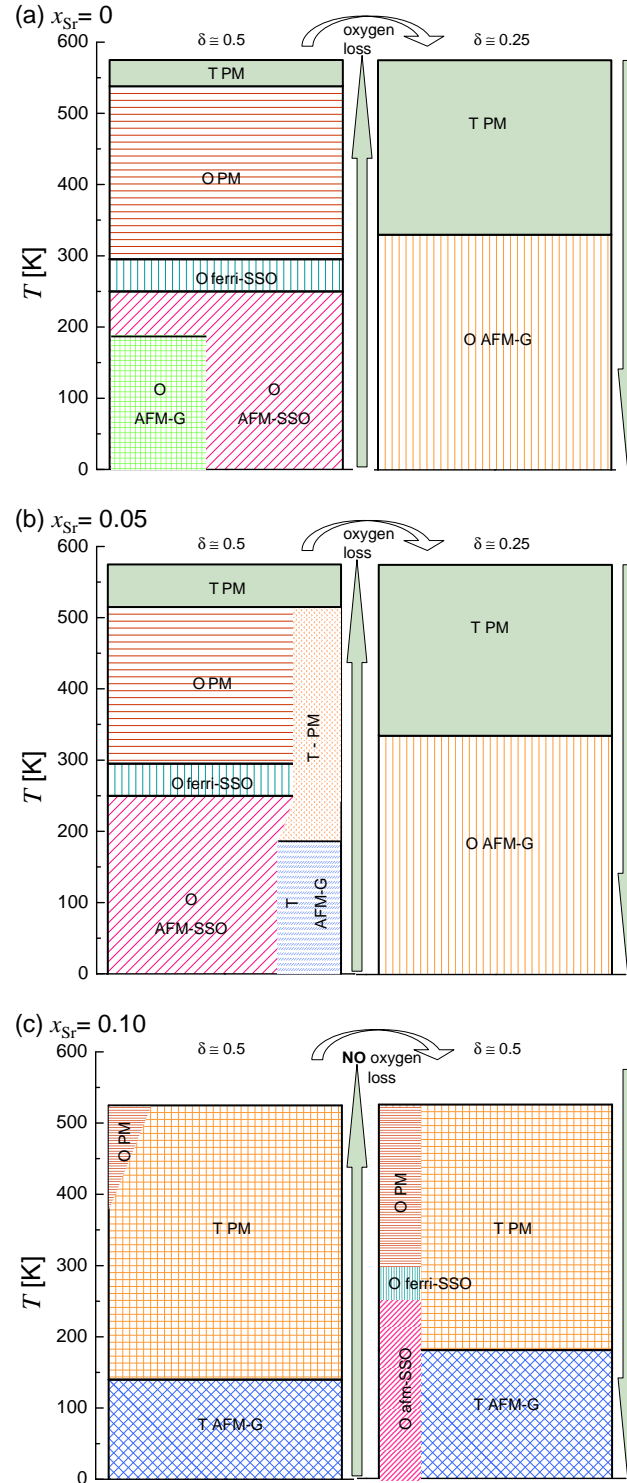 (a) xSr= 0
δ ≅ 0.5
oxygen
loss
δ ≅ 0.25
600
500
400
300
200
100
0
T [K]
T PM
O PM
O ferri-SSO
O
AFM-G
O
AFM-SSO
T PM
O AFM-G
(b) xSr= 0.05
δ ≅ 0.5
oxygen
loss
δ ≅ 0.25
600
500
400
300
200
100
0
T [K]
T PM
O PM
T - PM
O ferri-SSO
O
AFM-SSO
T
AFM-G
T PM
O AFM-G
(c) xSr= 0.10
δ ≅ 0.5
NO oxygen
loss
δ ≅ 0.5
600
500
400
300
200
100
0
T [K]
O PM
T PM
T AFM-G
O PM
T PM
O ferri-SSO
O afm-SSO
T AFM-G